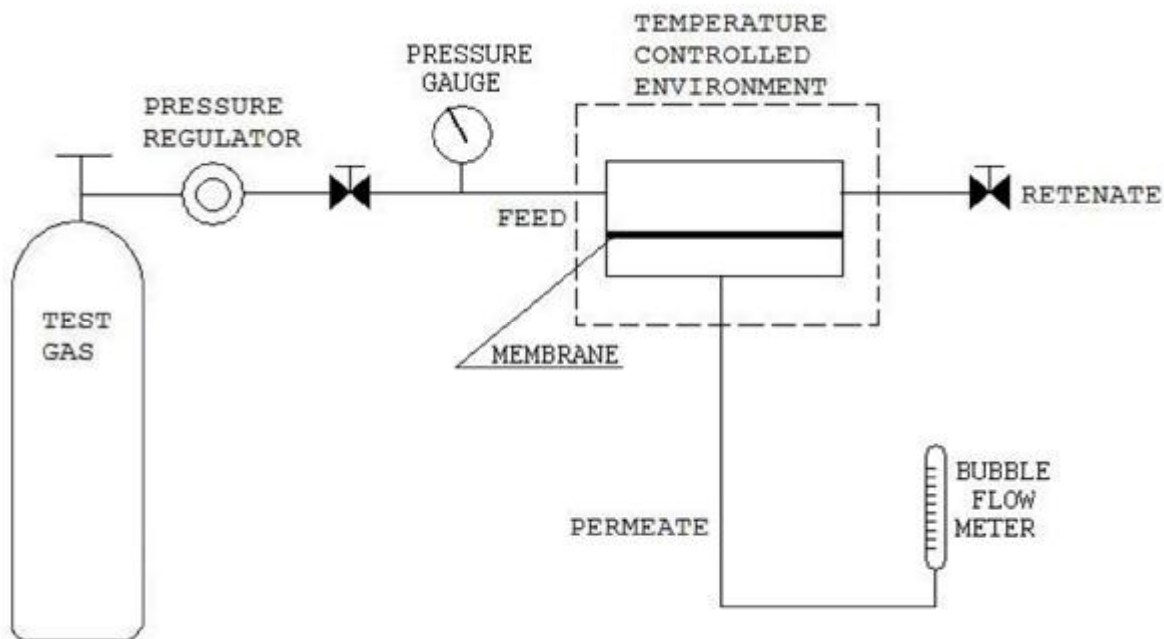 TEMPERATURE
CONTROLLED
ENVIRONMENT
PRESSURE
GAUGE
PRESSURE
REGULATOR
FEED
RETENATE
TEST
GAS
MEMBRANE
BUBBLE
FLOW
METER
PERMEATE